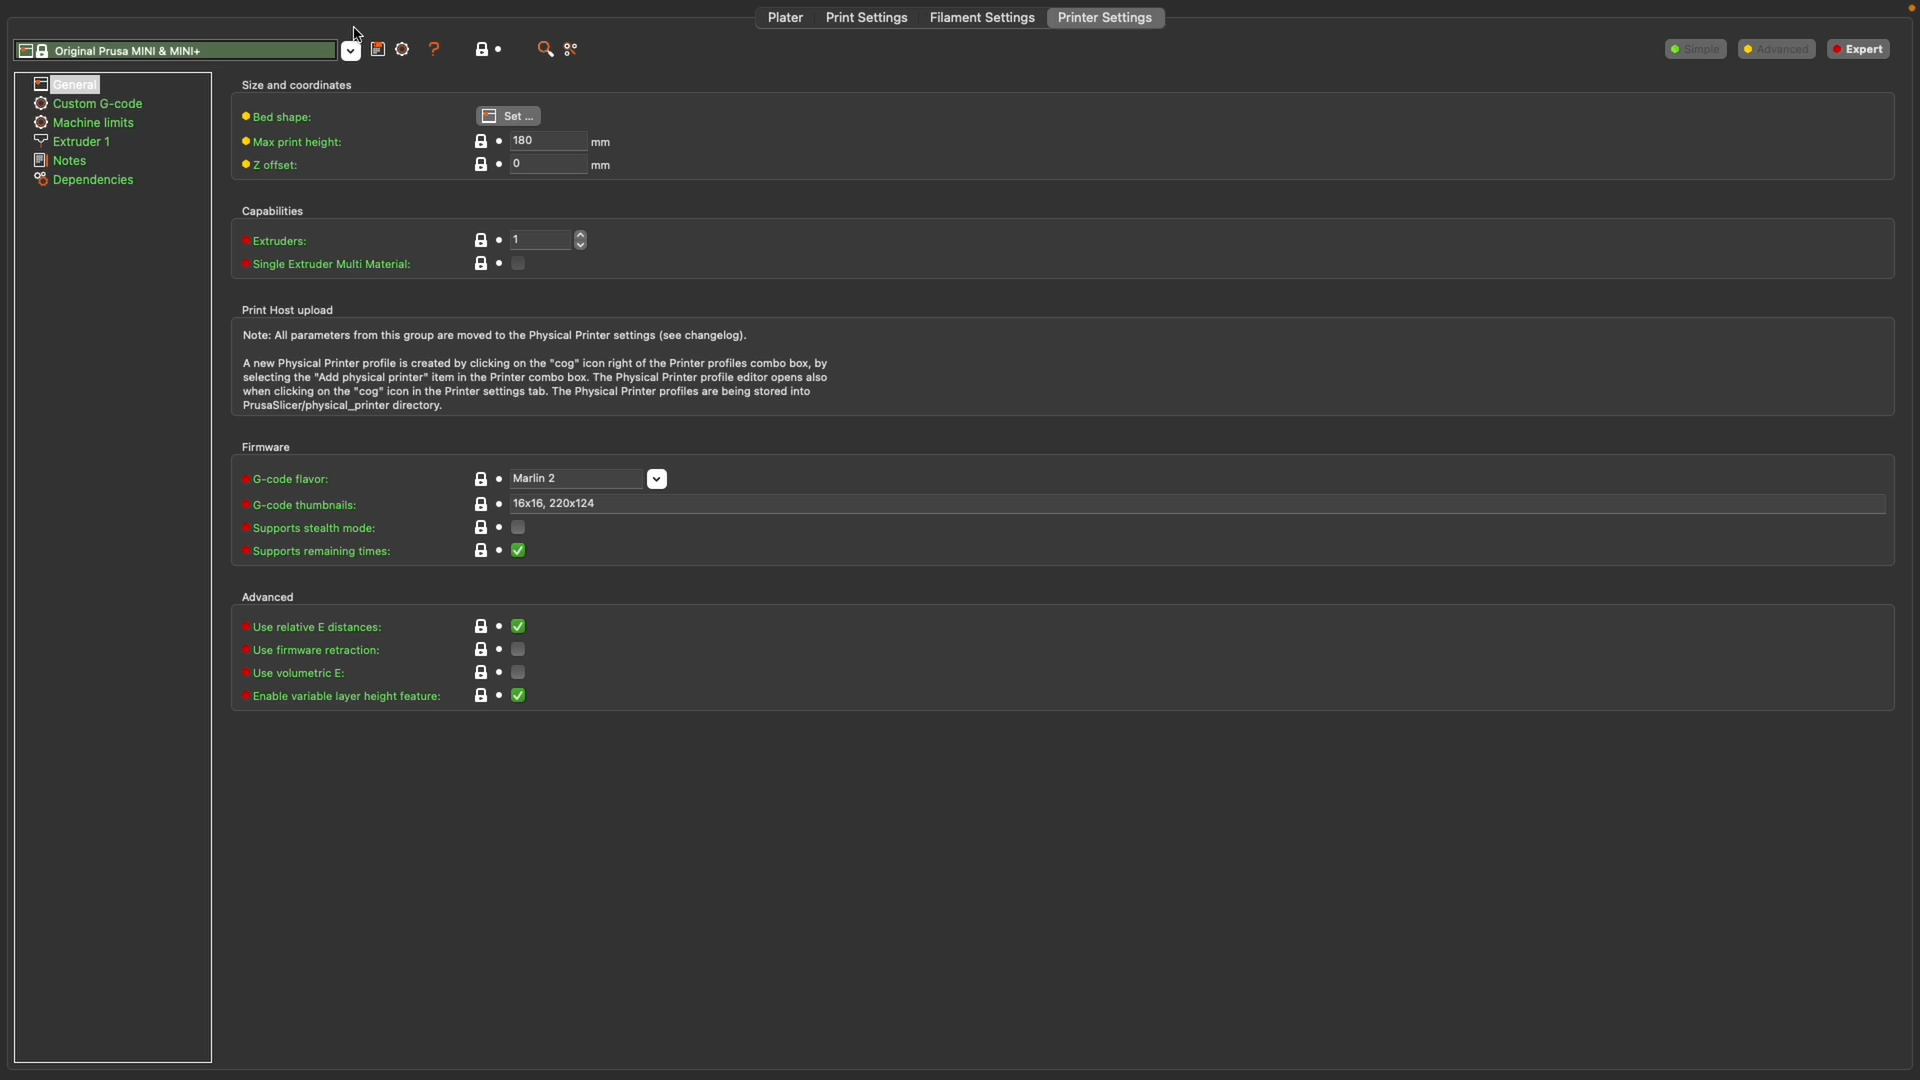 Plater Print Settings Filament Settings Printer Settings
Original Prusa MINI & MINI+ ? Simple Advanced Expert
General
Custom G-code
Machine limits
Extruder 1
Notes
Dependencies
Size and coordinates
Bed shape: Set ...
Max print height: 180 mm
Z offset: 0 mm
Capabilities
Extruders: 1
Single Extruder Multi Material:
Print Host upload
Note: All parameters from this group are moved to the Physical Printer settings (see changelog).
A new Physical Printer profile is created by clicking on the "cog" icon right of the Printer profiles combo box, by
selecting the "Add physical printer" item in the Printer combo box. The Physical Printer profile editor opens also
when clicking on the "cog" icon in the Printer settings tab. The Physical Printer profiles are being stored into
PrusaSlicer/physical_printer directory.
Firmware
G-code flavor: Marlin 2
G-code thumbnails: 16x16, 220x124
Supports stealth mode:
Supports remaining times:
Advanced
Use relative E distances:
Use firmware retraction:
Use volumetric E:
Enable variable layer height feature: